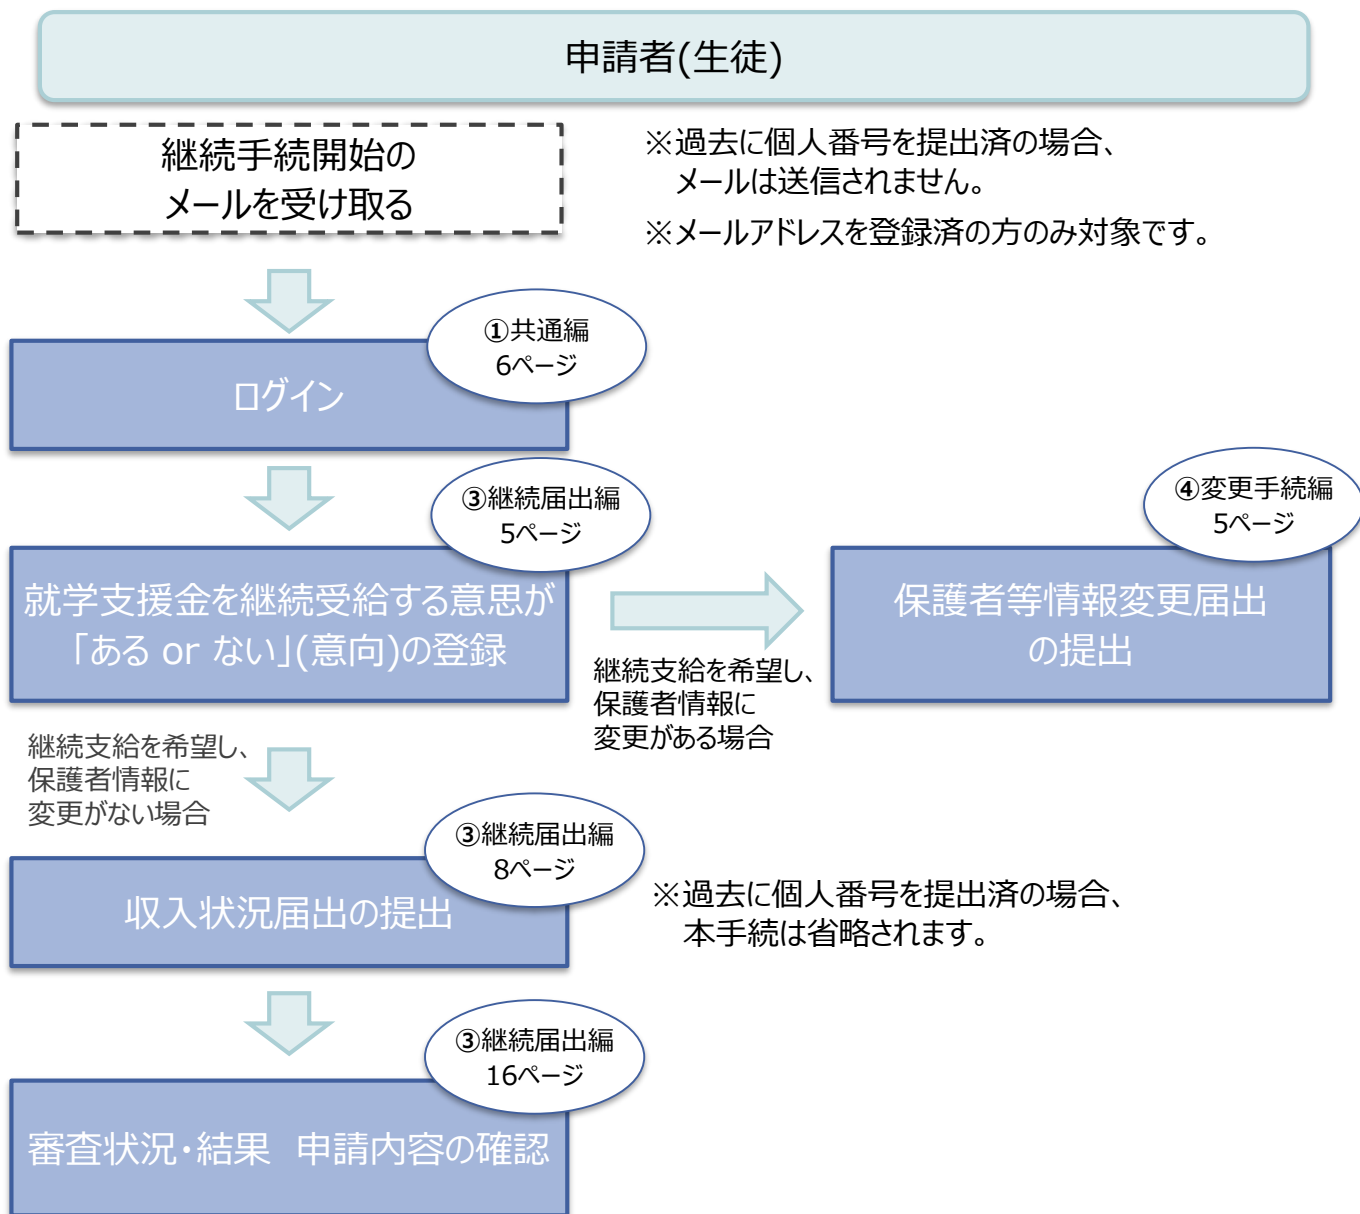 申請者(生徒)
継続手続開始の
メールを受け取る
※過去に個人番号を提出済の場合、
メールは送信されません。
※メールアドレスを登録済の方のみ対象です。
①共通編
6ページ
ログイン
③継続届出編
5ページ
就学支援金を継続受給する意思が
「ある or ない」(意向)の登録
継続支給を希望し、
保護者情報に
変更がある場合
④変更手続編
5ページ
保護者等情報変更届出
の提出
継続支給を希望し、
保護者情報に
変更がない場合
③継続届出編
8ページ
収入状況届出の提出
※過去に個人番号を提出済の場合、
本手続は省略されます。
③継続届出編
16ページ
審査状況・結果　申請内容の確認